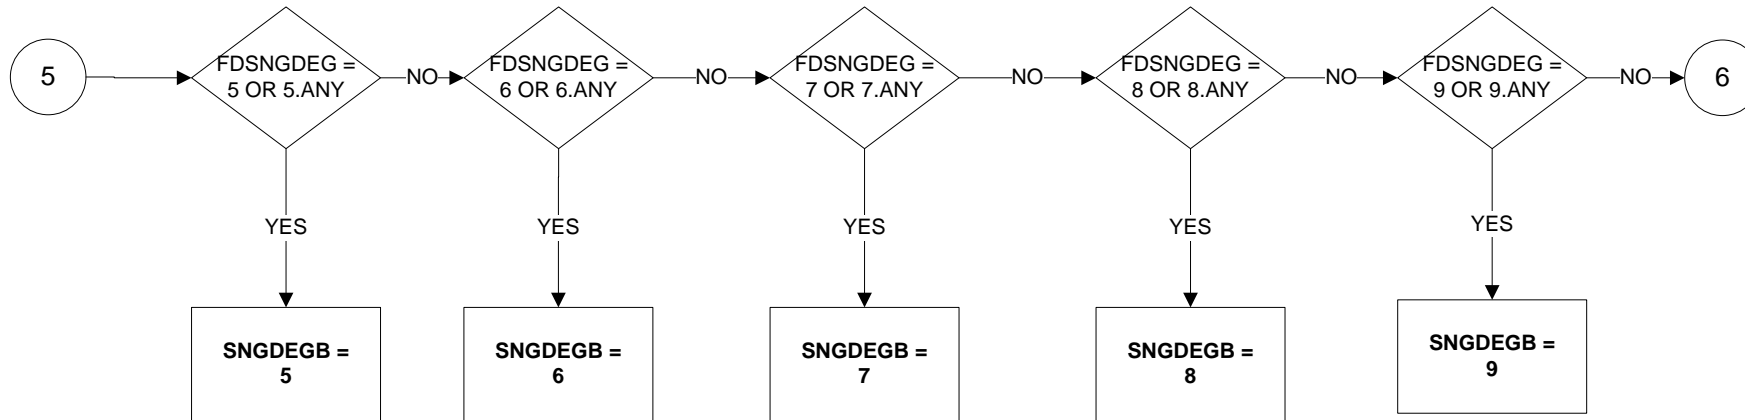 5
FDSNGDEG =
5 OR 5.ANY
NO
FDSNGDEG =
6 OR 6.ANY
NO
FDSNGDEG =
7 OR 7.ANY
NO
FDSNGDEG =
8 OR 8.ANY
NO
FDSNGDEG =
9 OR 9.ANY
NO
6
YES
YES
YES
YES
YES
SNGDEGB =
5
SNGDEGB =
6
SNGDEGB =
7
SNGDEGB =
8
SNGDEGB =
9